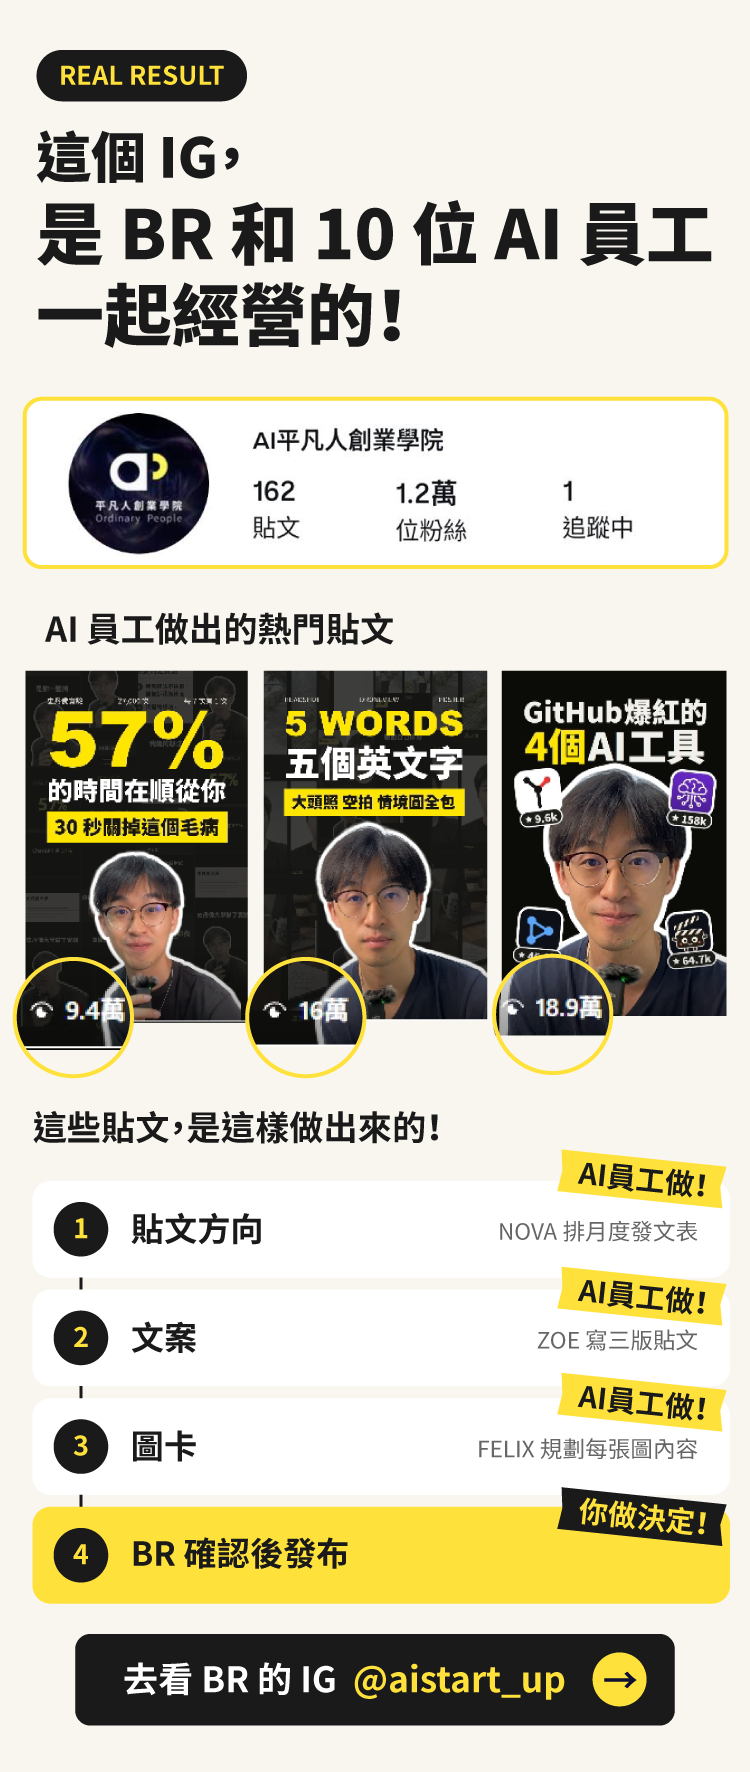 REAL RESULT
這個 IG，
是 BR 和 10 位 AI 員工
一起經營的！
平凡人創業學院
Ordinary People
AI平凡人創業學院
162
貼文
1.2萬
位粉絲
1
追蹤中
AI 員工做出的熱門貼文
57%
的時間在順從你
30 秒關掉這個毛病
9.4萬
5 WORDS
五個英文字
大頭照 空拍 情境圖全包
16萬
GitHub爆紅的
4個AI工具
9.6k
158k
64.7k
18.9萬
這些貼文，是這樣做出來的！
AI員工做！
1 貼文方向 NOVA 排月度發文表
AI員工做！
2 文案 ZOE 寫三版貼文
AI員工做！
3 圖卡 FELIX 規劃每張圖內容
你做決定！
4 BR 確認後發布
去看 BR 的 IG @aistart_up →